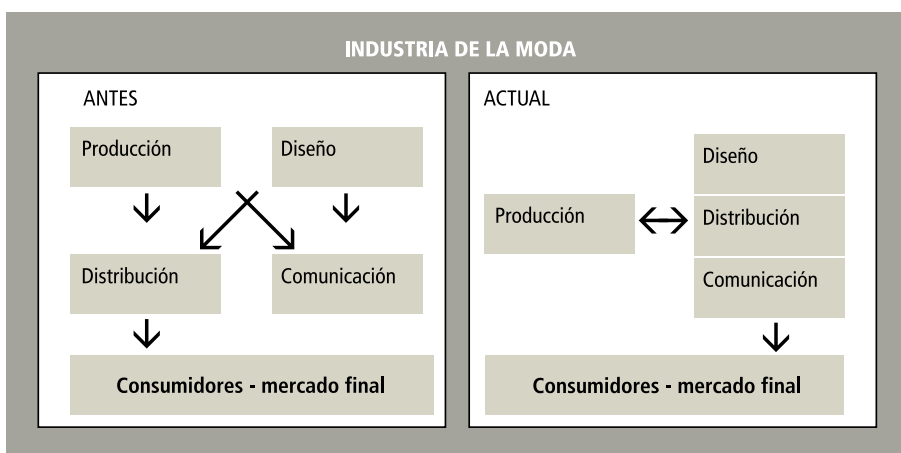 INDUSTRIA DE LA MODA
ANTES
Producción
Diseño
Distribución
Comunicación
Consumidores - mercado final
ACTUAL
Producción
Diseño
Distribución
Comunicación
Consumidores - mercado final